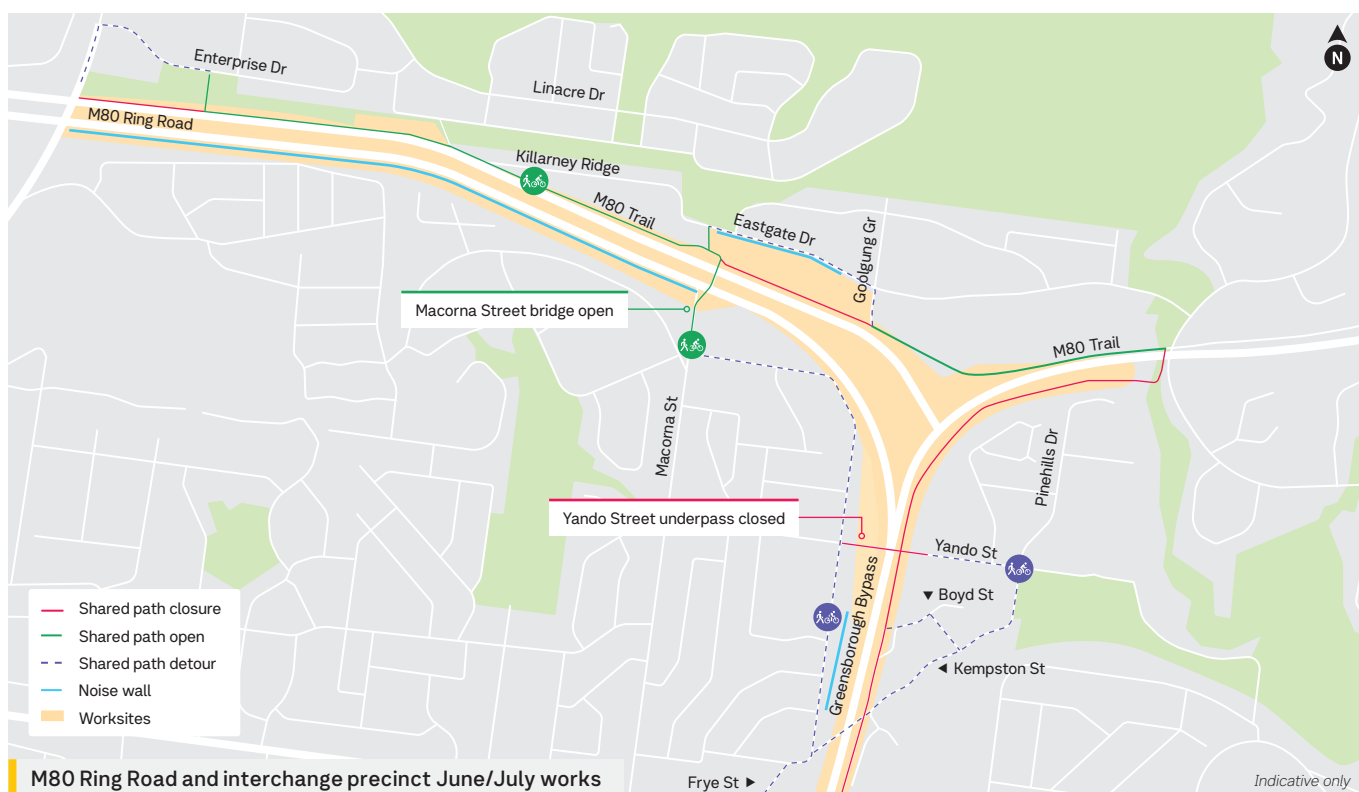 N
Enterprise Dr
Linacre Dr
M80 Ring Road
Killarney Ridge
M80 Trail
Eastgate Dr
Goolgung Gr
Macorna Street bridge open
M80 Trail
Macorna St
Pinehills Dr
Yando Street underpass closed
Yando St
Greensborough Bypass
▼ Boyd St
◄ Kempston St
Shared path closure
Shared path open
Shared path detour
Noise wall
Worksites
M80 Ring Road and interchange precinct June/July works
Frye St ►
Indicative only